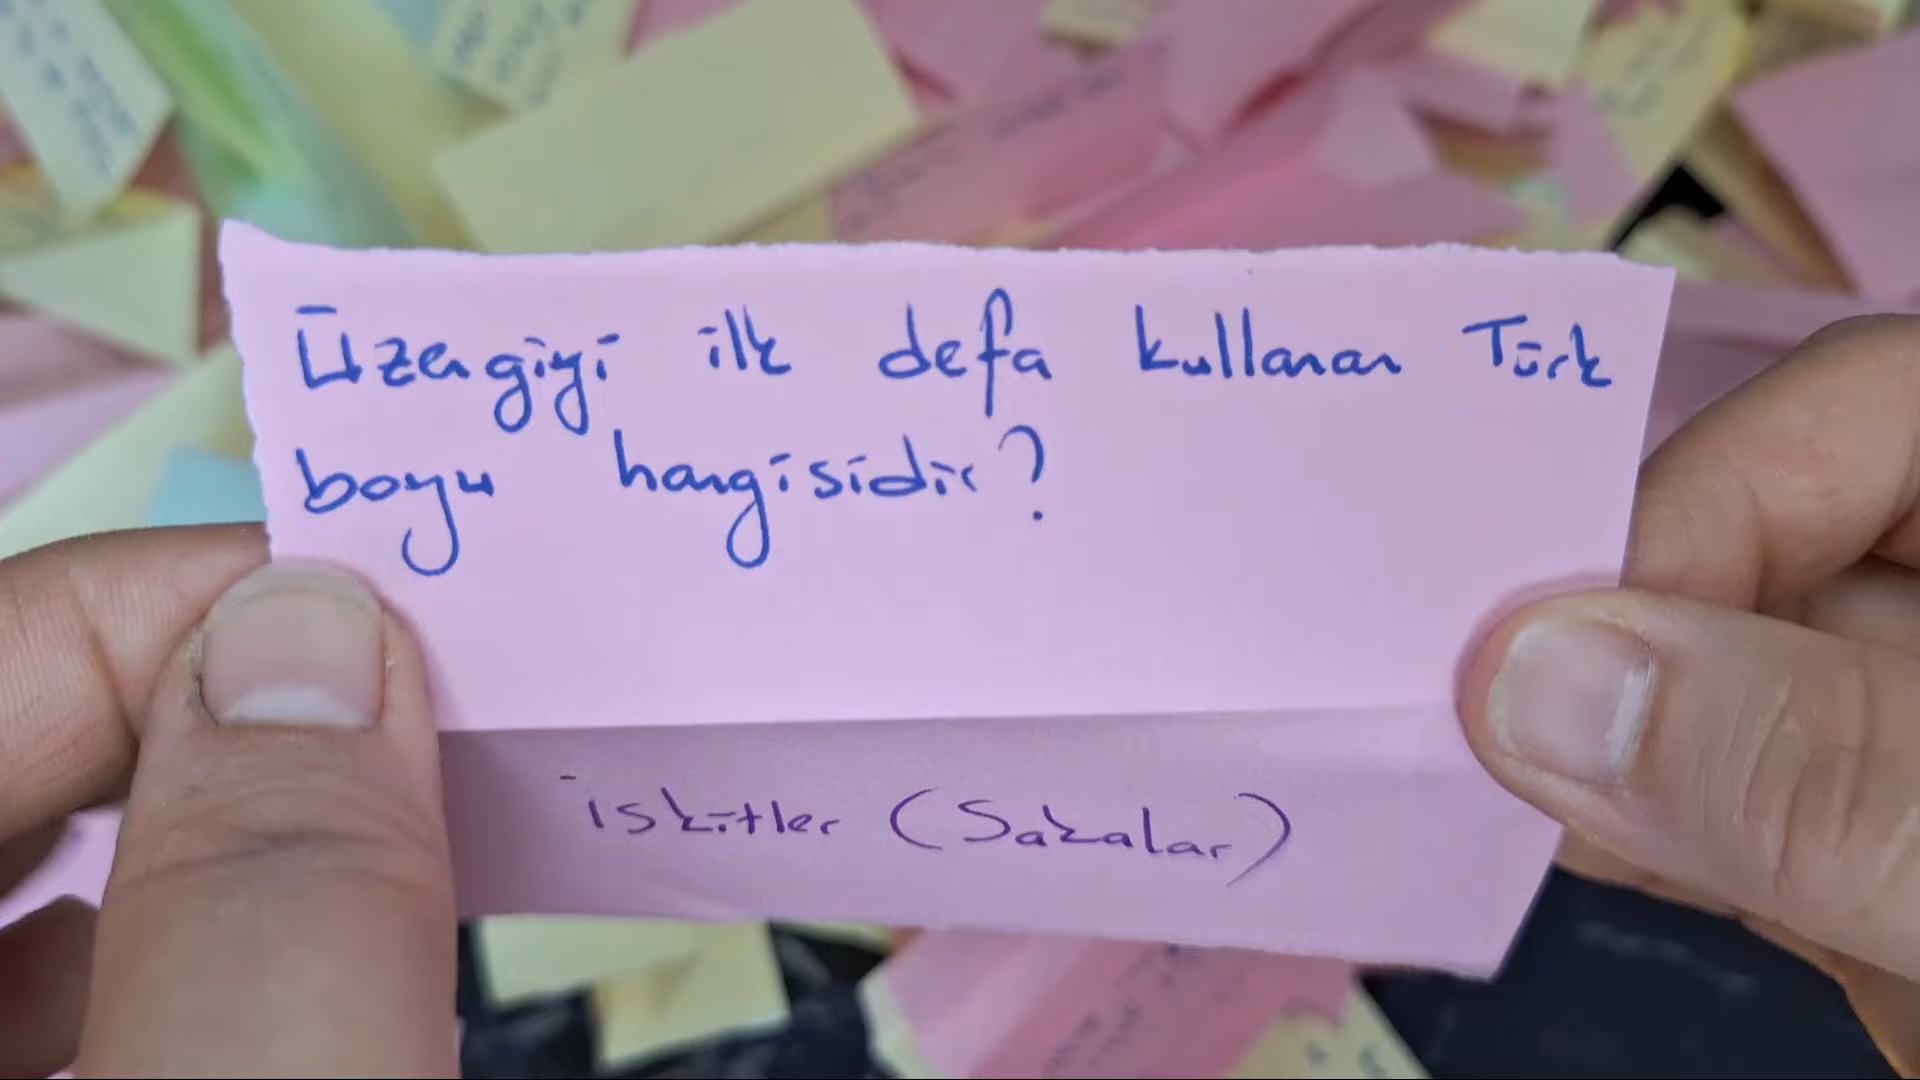 Üzengiyi ilk defa kullanan Türk
boyu hangisidir?
İskitler (Sakalar)